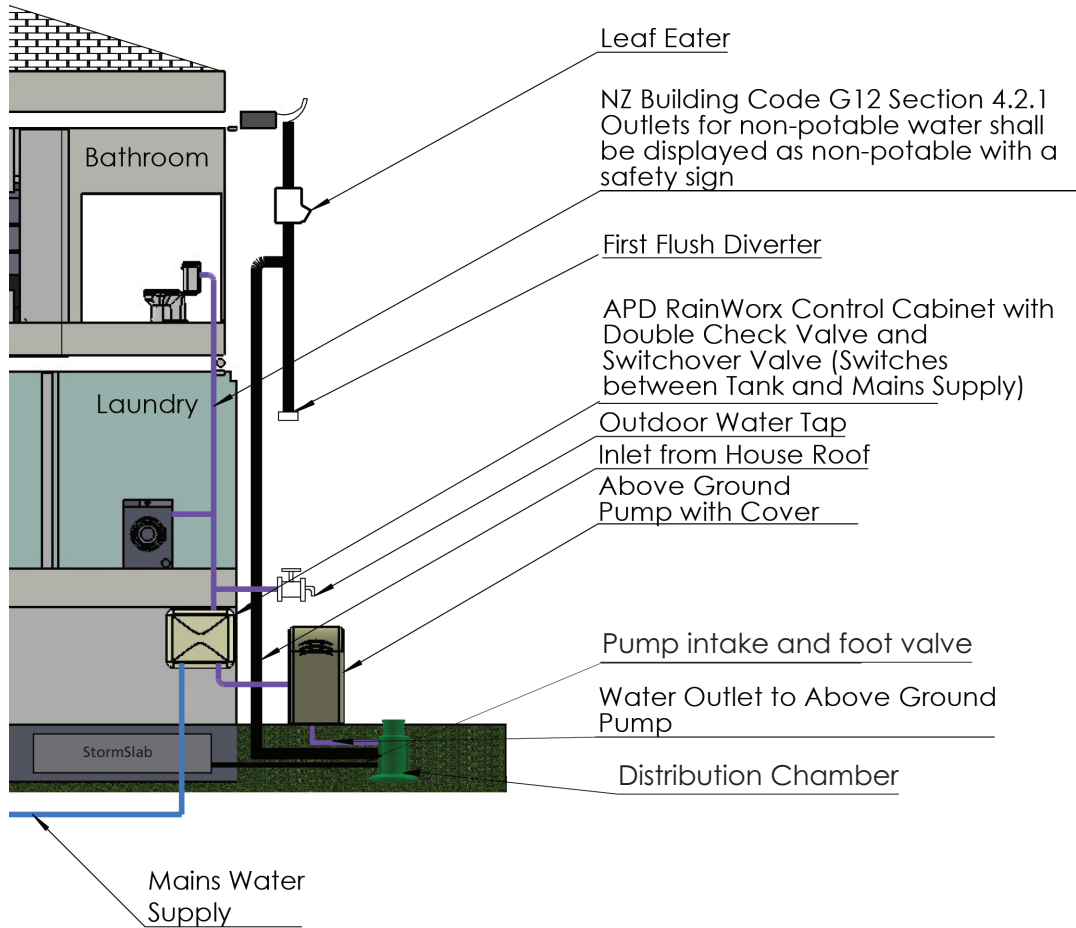 Leaf Eater
NZ Building Code G12 Section 4.2.1
Outlets for non-potable water shall
be displayed as non-potable with a
safety sign
Bathroom
First Flush Diverter
APD RainWorx Control Cabinet with
Double Check Valve and
Switchover Valve (Switches
between Tank and Mains Supply)
Laundry
Outdoor Water Tap
Inlet from House Roof
Above Ground
Pump with Cover
Pump intake and foot valve
Water Outlet to Above Ground
Pump
StormSlab
Distribution Chamber
Mains Water
Supply